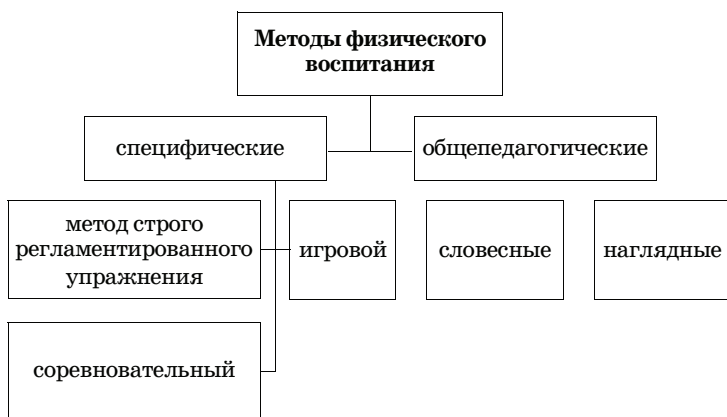 Методы физического
воспитания
специфические
общепедагогические
метод строго
регламентированного
упражнения
игровой
словесные
наглядные
соревновательный